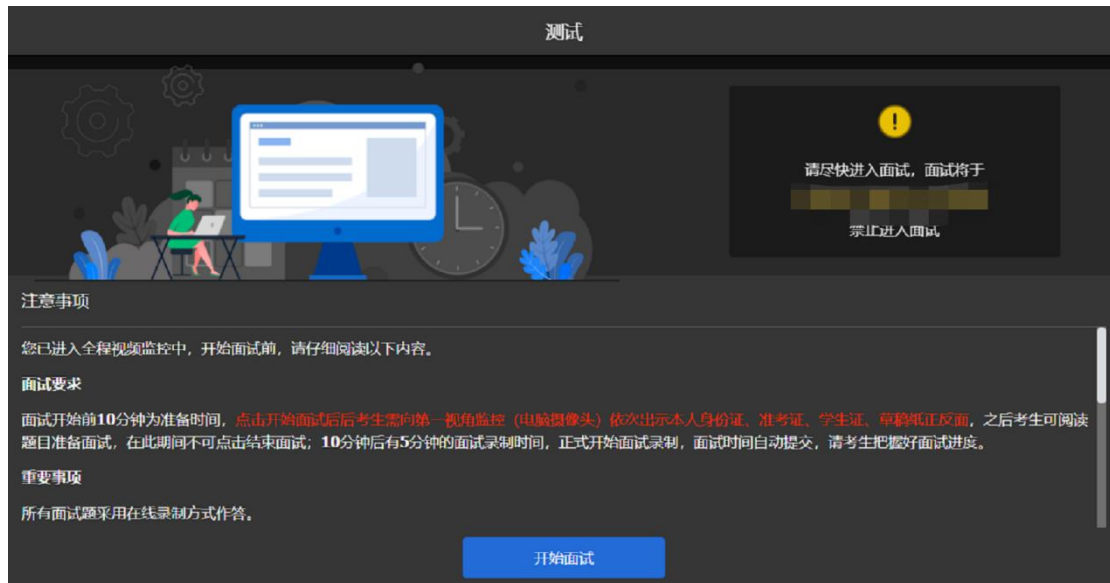 测试
请尽快进入面试，面试将于
禁止进入面试
注意事项
您已进入全程视频监控中，开始面试前，请仔细阅读以下内容。
面试要求
面试开始前10分钟为准备时间，点击开始面试后后考生需向第一视角监控（电脑摄像头）依次出示本人身份证、准考证、学生证、草稿纸正反面，之后考生可阅读
题目准备面试，在此期间不可点击结束面试；10分钟后有5分钟的面试录制时间，正式开始面试录制，面试时间自动提交，请考生把握好面试进度。
重要事项
所有面试题采用在线录制方式作答。
开始面试